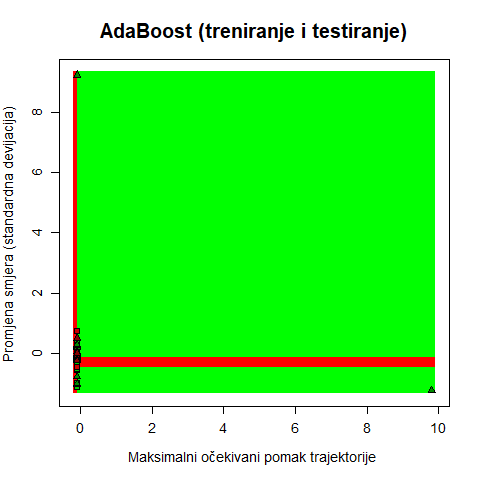 AdaBoost (treniranje i testiranje)
Promjena smjera (standardna devijacija)
8
6
4
2
0
0 2 4 6 8 10
Maksimalni očekivani pomak trajektorije